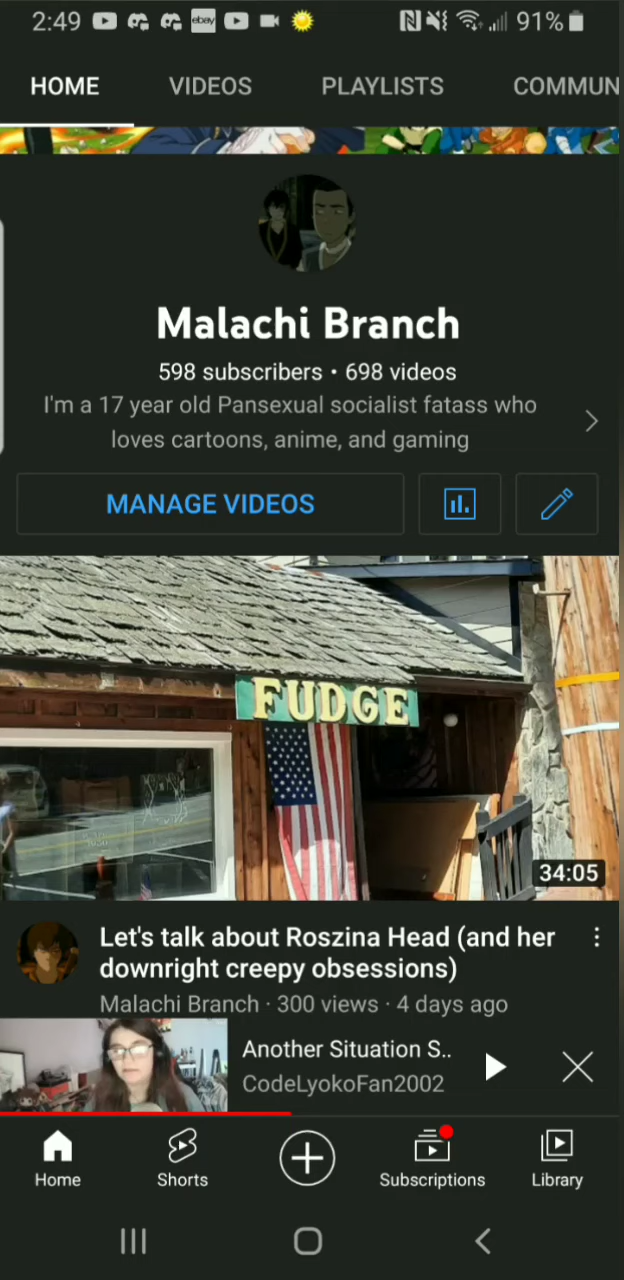 2:49
ebay
91%
HOME VIDEOS PLAYLISTS COMMUN
Malachi Branch
598 subscribers • 698 videos
I'm a 17 year old Pansexual socialist fatass who
loves cartoons, anime, and gaming
MANAGE VIDEOS
FUDGE
34:05
Let's talk about Roszina Head (and her
downright creepy obsessions)
Malachi Branch · 300 views · 4 days ago
Another Situation S..
CodeLyokoFan2002
Home Shorts Subscriptions Library